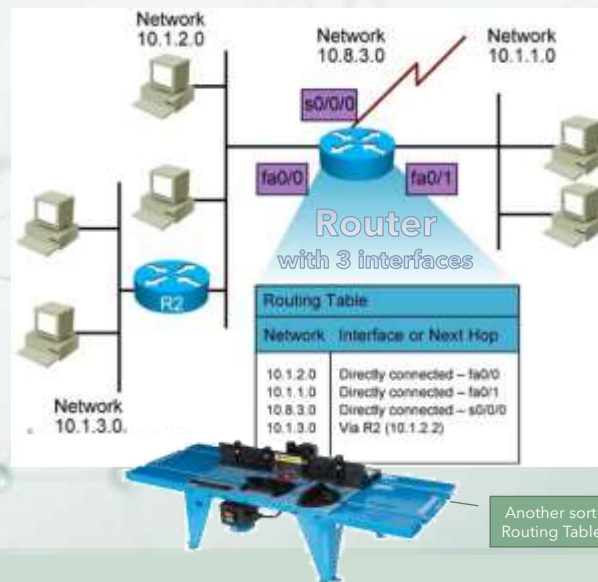 Network
10.1.2.0
Network
10.8.3.0
Network
10.1.1.0
s0/0/0
fa0/0
fa0/1
Router
with 3 interfaces
R2
Network
10.1.3.0.
Routing Table
Network Interface or Next Hop
10.1.2.0 Directly connected – fa0/0
10.1.1.0 Directly connected – fa0/1
10.8.3.0 Directly connected – s0/0/0
10.1.3.0 Via R2 (10.1.2.2)
Another sort
Routing Table